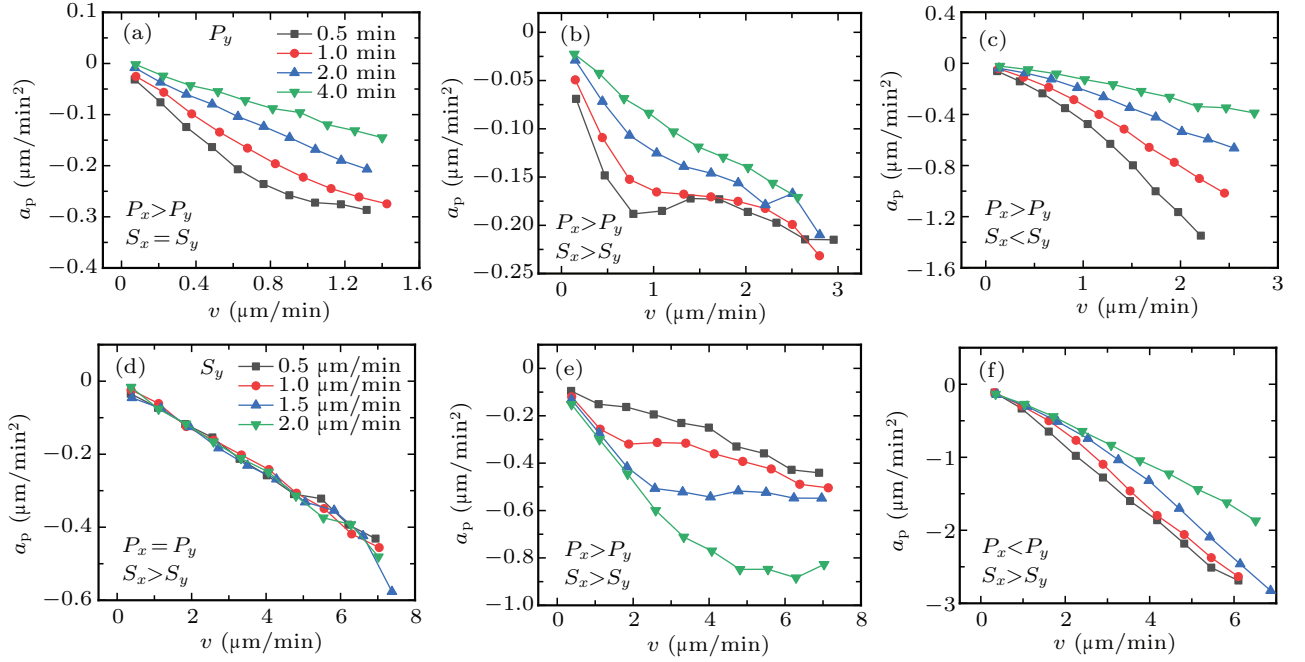 (a) P_y
0.5 min
1.0 min
2.0 min
4.0 min
P_x>P_y
S_x=S_y
0.1
0
−0.1
−0.2
−0.3
−0.4
a_p (μm/min²)
0 0.4 0.8 1.2 1.6
v (μm/min)
(b)
P_x>P_y
S_x>S_y
0
−0.05
−0.10
−0.15
−0.20
−0.25
a_p (μm/min²)
0 1 2 3
v (μm/min)
(c)
P_x>P_y
S_x<S_y
0.4
0
−0.4
−0.8
−1.2
−1.6
a_p (μm/min²)
0 1 2 3
v (μm/min)
(d) S_y
0.5 μm/min
1.0 μm/min
1.5 μm/min
2.0 μm/min
P_x=P_y
S_x>S_y
0
−0.2
−0.4
−0.6
a_p (μm/min²)
0 2 4 6 8
v (μm/min)
(e)
P_x>P_y
S_x>S_y
0
−0.2
−0.4
−0.6
−0.8
−1.0
a_p (μm/min²)
0 2 4 6 8
v (μm/min)
(f)
P_x<P_y
S_x>S_y
1
0
−1
−2
−3
a_p (μm/min²)
0 2 4 6
v (μm/min)